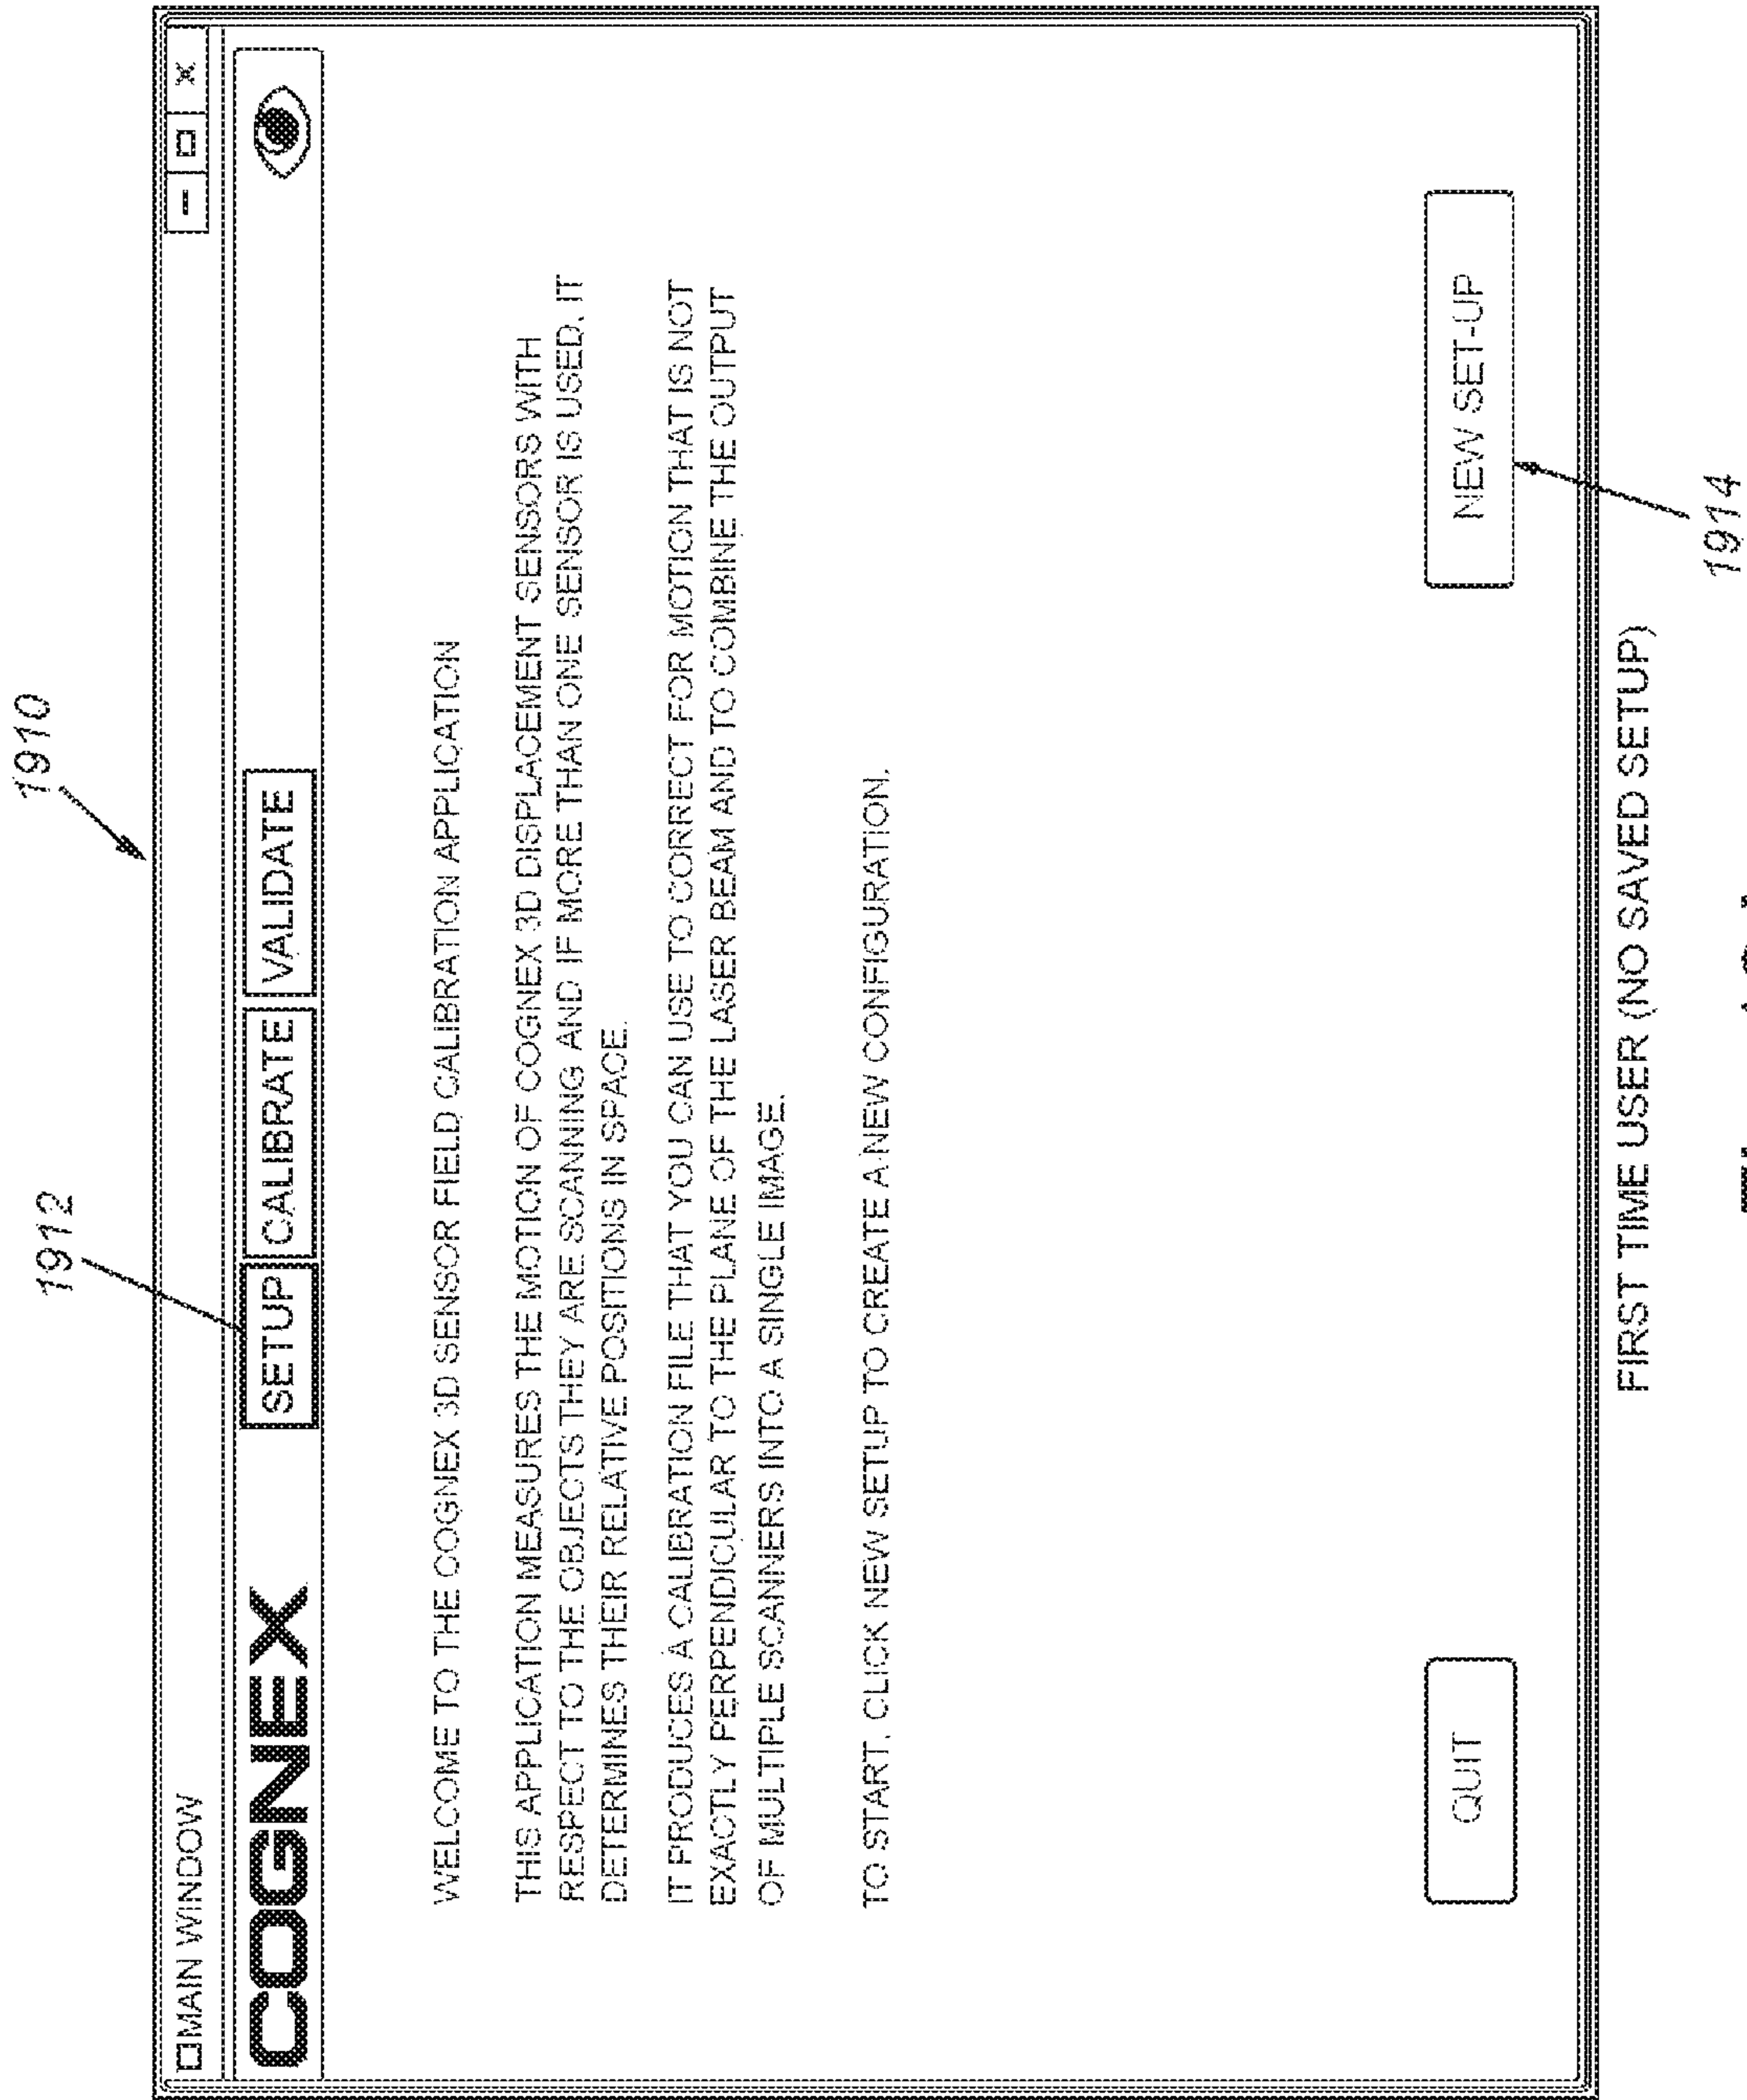 1910
1912
MAIN WINDOW
COGNEX SETUP CALIBRATE VALIDATE
WELCOME TO THE COGNEX 3D SENSOR FIELD CALIBRATION APPLICATION
THIS APPLICATION MEASURES THE MOTION OF COGNEX 3D DISPLACEMENT SENSORS WITH
RESPECT TO THE OBJECTS THEY ARE SCANNING AND IF MORE THAN ONE SENSOR IS USED, IT
DETERMINES THEIR RELATIVE POSITIONS IN SPACE.
IT PRODUCES A CALIBRATION FILE THAT YOU CAN USE TO CORRECT FOR MOTION THAT IS NOT
EXACTLY PERPENDICULAR TO THE PLANE OF THE LASER BEAM AND TO COMBINE THE OUTPUT
OF MULTIPLE SCANNERS INTO A SINGLE IMAGE.
TO START, CLICK NEW SETUP TO CREATE A NEW CONFIGURATION.
QUIT
NEW SET-UP
1914
FIRST TIME USER (NO SAVED SETUP)